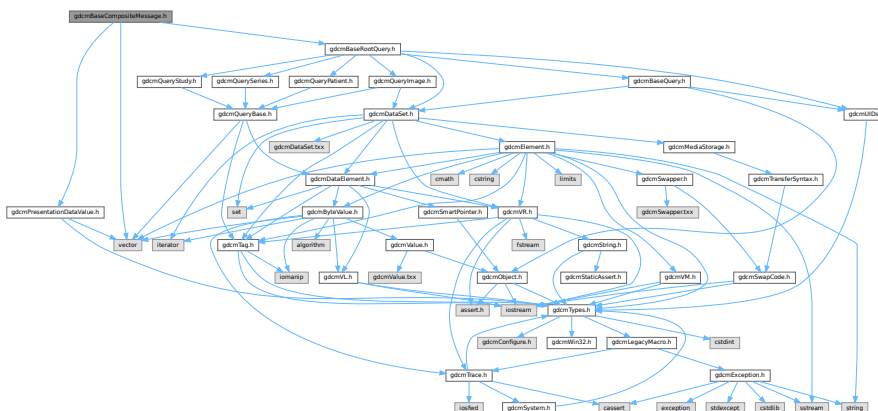 gdcmBaseCompositeMessage.h
gdcmBaseRootQuery.h
gdcmQueryStudy.h
gdcmQuerySeries.h
gdcmQueryPatient.h
gdcmQueryImage.h
gdcmBaseQuery.h
gdcmQueryBase.h
gdcmDataSet.h
gdcmUIDs
gdcmDataSet.txx
gdcmElement.h
gdcmMediaStorage.h
gdcmDataElement.h
cmath
cstring
limits
gdcmSwapper.h
gdcmTransferSyntax.h
gdcmPresentationDataValue.h
set
gdcmByteValue.h
gdcmSmartPointer.h
gdcmVR.h
gdcmSwapper.txx
vector
iterator
gdcmTag.h
algorithm
gdcmValue.h
fstream
gdcmString.h
iomanip
gdcmVL.h
gdcmValue.txx
gdcmObject.h
gdcmStaticAssert.h
gdcmVM.h
gdcmSwapCode.h
assert.h
iostream
gdcmTypes.h
gdcmConfigure.h
gdcmWin32.h
gdcmLegacyMacro.h
cstdint
gdcmTrace.h
gdcmException.h
iosfwd
gdcmSystem.h
cassert
exception
stdexcept
cstdlib
sstream
string